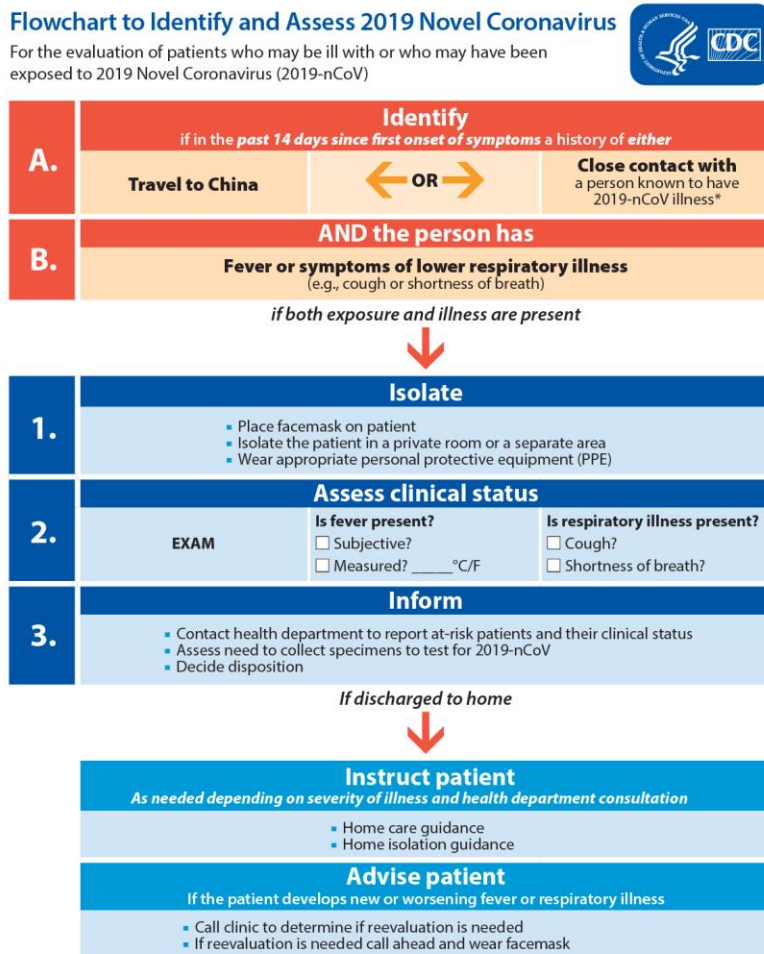 Flowchart to Identify and Assess 2019 Novel Coronavirus
For the evaluation of patients who may be ill with or who may have been
exposed to 2019 Novel Coronavirus (2019-nCoV)
CDC
A.
Identify
if in the past 14 days since first onset of symptoms a history of either
Travel to China
OR
Close contact with
a person known to have
2019-nCoV illness*
B.
AND the person has
Fever or symptoms of lower respiratory illness
(e.g., cough or shortness of breath)
if both exposure and illness are present
1.
Isolate
▪ Place facemask on patient
▪ Isolate the patient in a private room or a separate area
▪ Wear appropriate personal protective equipment (PPE)
2.
Assess clinical status
EXAM
Is fever present?
☐ Subjective?
☐ Measured? _____°C/F
Is respiratory illness present?
☐ Cough?
☐ Shortness of breath?
3.
Inform
▪ Contact health department to report at-risk patients and their clinical status
▪ Assess need to collect specimens to test for 2019-nCoV
▪ Decide disposition
If discharged to home
Instruct patient
As needed depending on severity of illness and health department consultation
▪ Home care guidance
▪ Home isolation guidance
Advise patient
If the patient develops new or worsening fever or respiratory illness
▪ Call clinic to determine if reevaluation is needed
▪ If reevaluation is needed call ahead and wear facemask